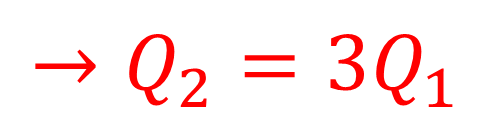 → Q₂ = 3Q₁